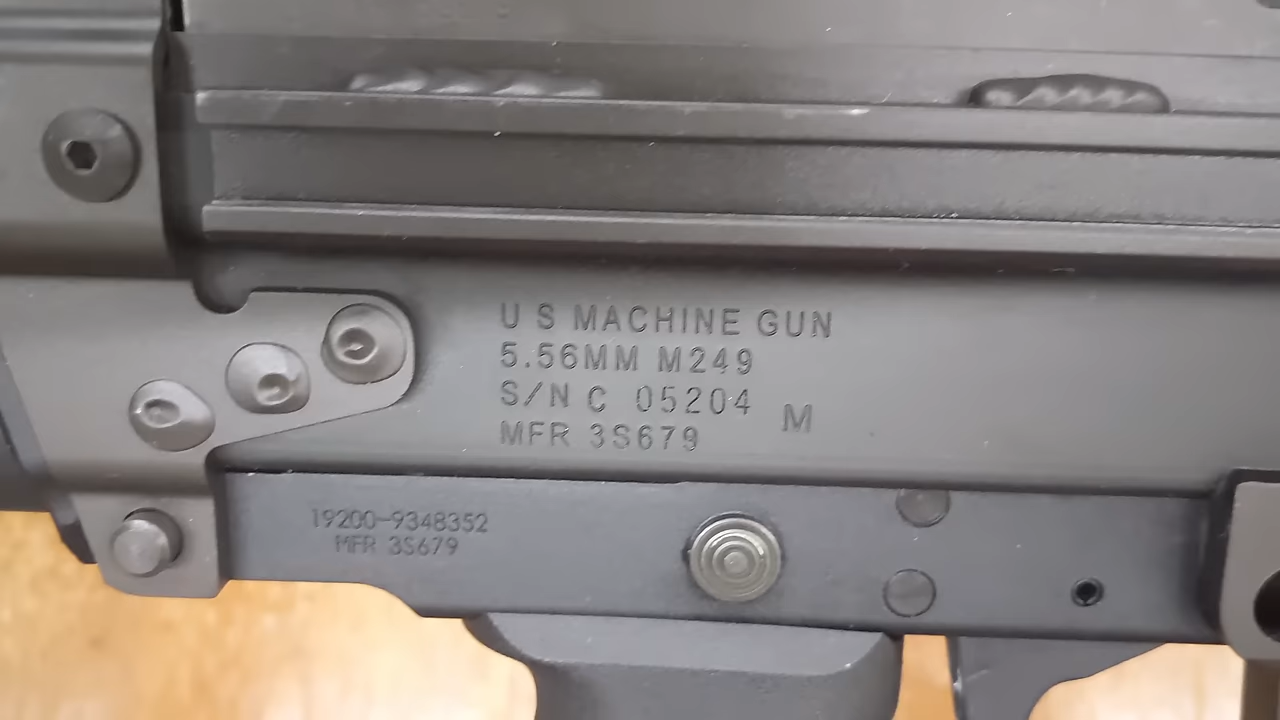 U S MACHINE GUN
5.56MM M249
S/N C 05204 M
MFR 3S679
19200-9348352
MFR 3S679